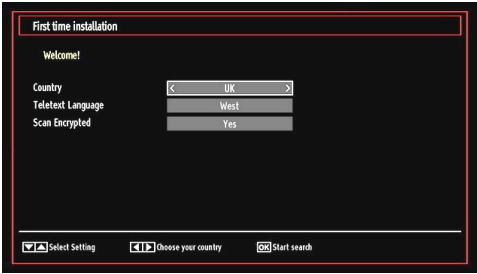 First time installation
Welcome!
Country < UK >
Teletext Language West
Scan Encrypted Yes
Select Setting Choose your country OK Start search